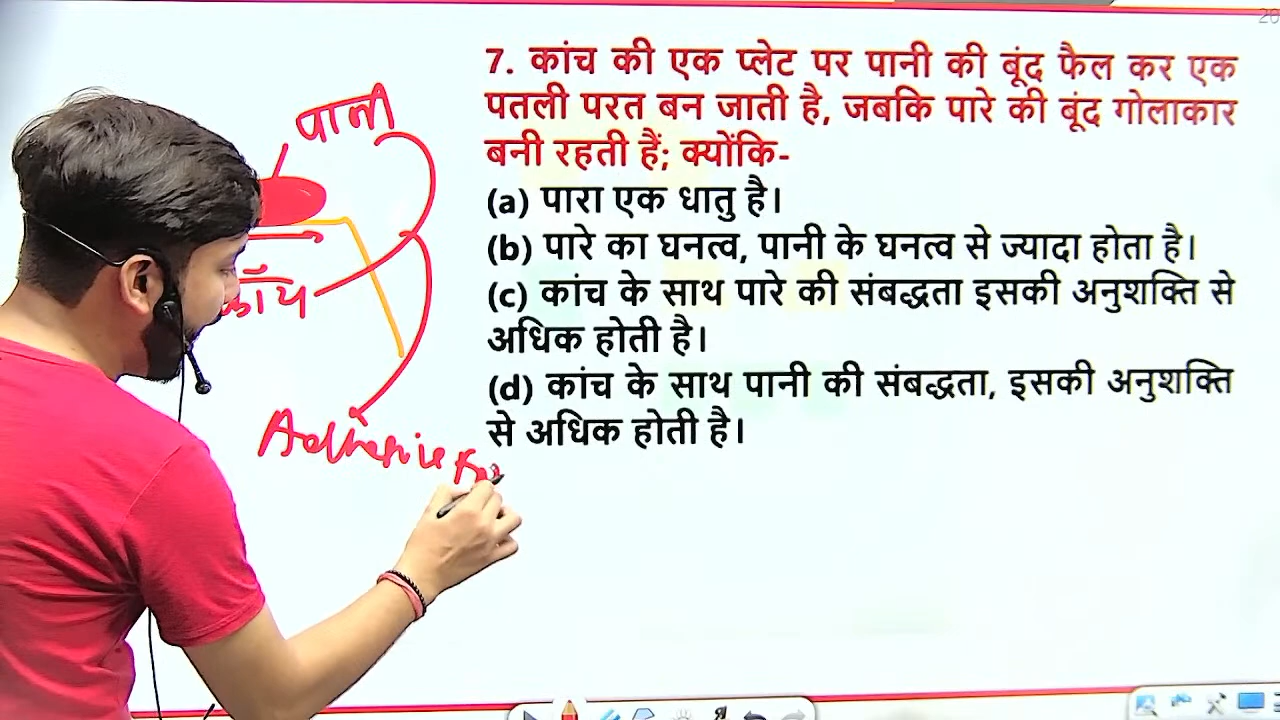 7. कांच की एक प्लेट पर पानी की बूंद फैल कर एक
पतली परत बन जाती है, जबकि पारे की बूंद गोलाकार
बनी रहती हैं; क्योंकि-
(a) पारा एक धातु है।
(b) पारे का घनत्व, पानी के घनत्व से ज्यादा होता है।
(c) कांच के साथ पारे की संबद्धता इसकी अनुशक्ति से
अधिक होती है।
(d) कांच के साथ पानी की संबद्धता, इसकी अनुशक्ति
से अधिक होती है।
पानी
Adhesive